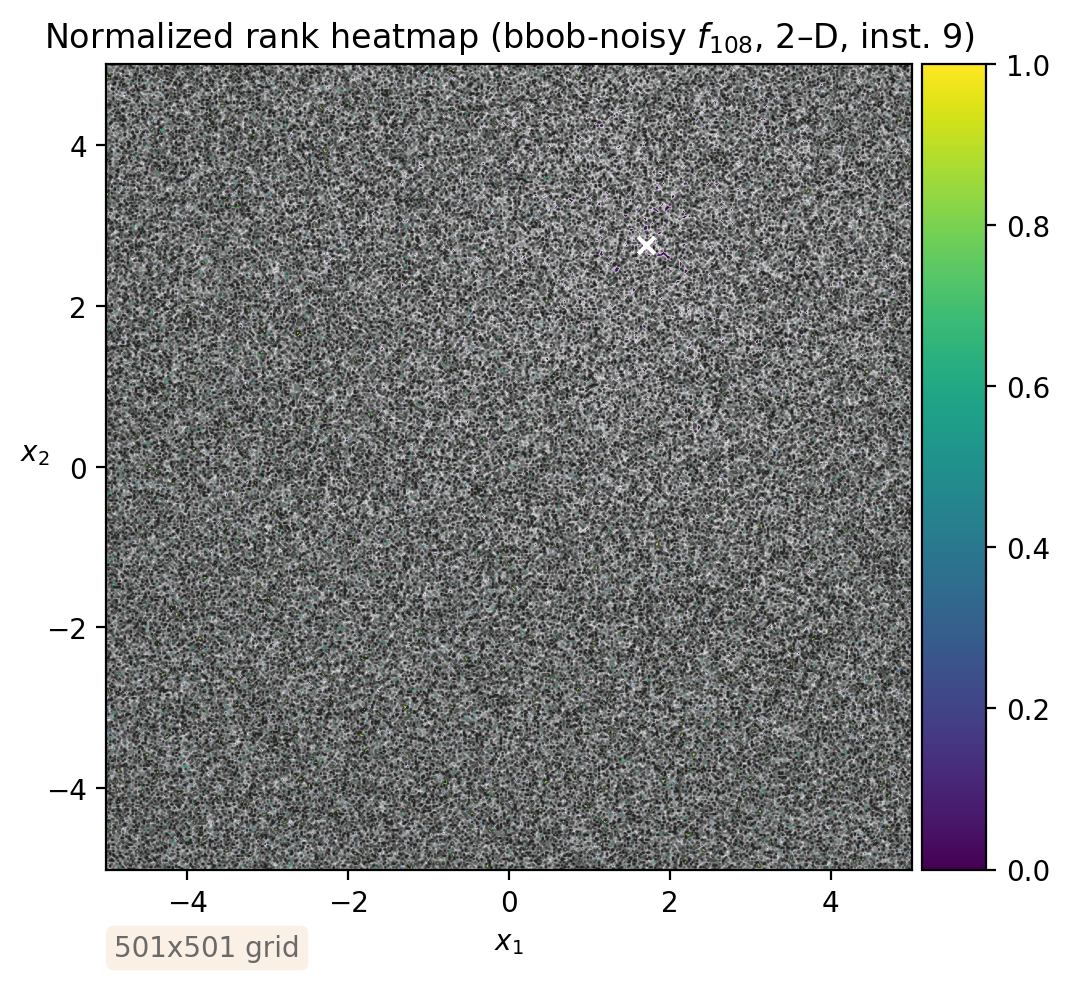 Normalized rank heatmap (bbob-noisy f₁₀₈, 2–D, inst. 9)
1.0
0.8
0.6
0.4
0.2
0.0
4
2
0
−2
−4
x₂
−4 −2 0 2 4
x₁
501x501 grid